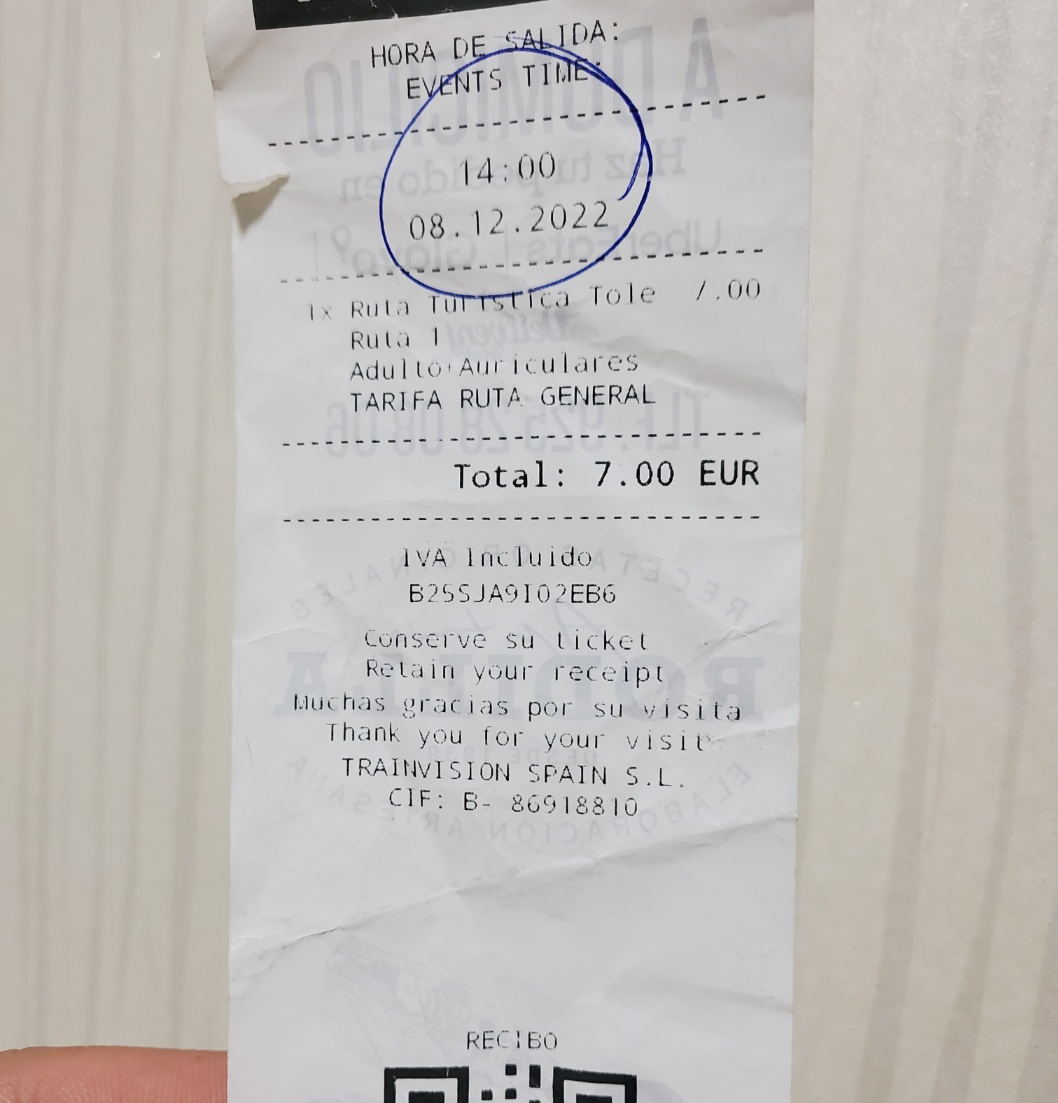 HORA DE SALIDA:
EVENTS TIME:
14:00
08.12.2022
1x Ruta Turistica Tole 7.00
Ruta 1
Adulto+Auriculares
TARIFA RUTA GENERAL
Total: 7.00 EUR
IVA Incluido
B25SJA9I02EB6
Conserve su ticket
Retain your receipt
Muchas gracias por su visita
Thank you for your visit
TRAINVISION SPAIN S.L.
CIF: B- 86918810
RECIBO